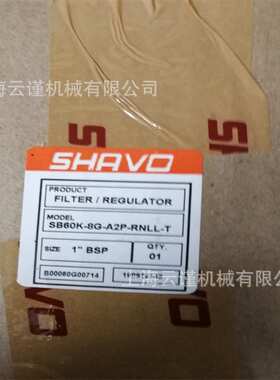 海云谨机械有限公司
SHAVO
PRODUCT
FILTER / REGULATOR
MODEL
SB60K-8G-A2P-RNLL-T
SIZE
1" BSP
QTY.
01
B00060G00714
海云谨机械有限公司